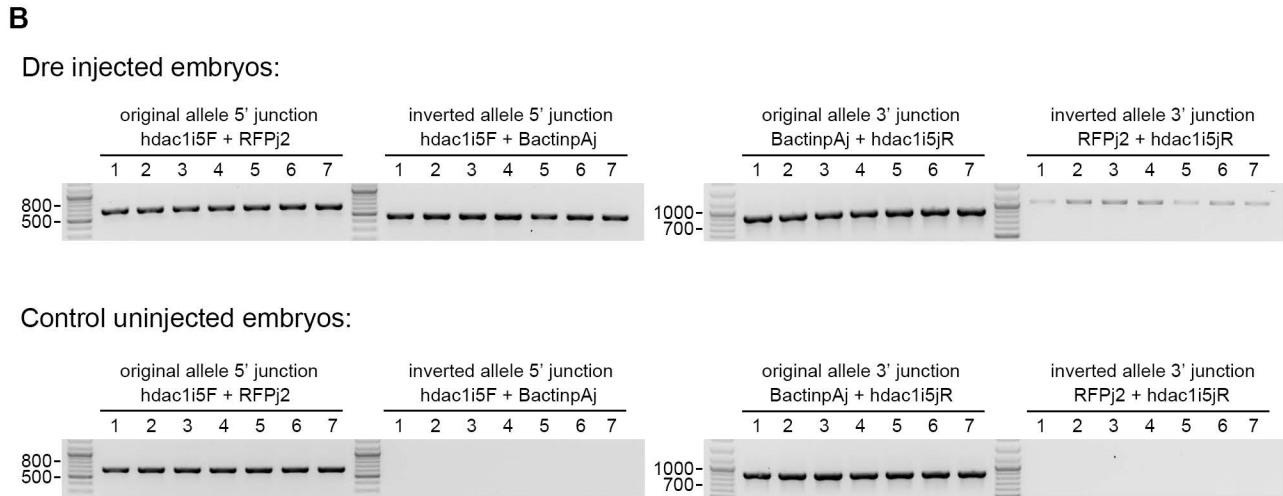 B
Dre injected embryos:
original allele 5’ junction
hdac1i5F + RFPj2
1 2 3 4 5 6 7
inverted allele 5’ junction
hdac1i5F + BactinpAj
1 2 3 4 5 6 7
original allele 3’ junction
BactinpAj + hdac1i5jR
1 2 3 4 5 6 7
inverted allele 3’ junction
RFPj2 + hdac1i5jR
1 2 3 4 5 6 7
800-
500-
1000-
700-
Control uninjected embryos:
original allele 5’ junction
hdac1i5F + RFPj2
1 2 3 4 5 6 7
inverted allele 5’ junction
hdac1i5F + BactinpAj
1 2 3 4 5 6 7
original allele 3’ junction
BactinpAj + hdac1i5jR
1 2 3 4 5 6 7
inverted allele 3’ junction
RFPj2 + hdac1i5jR
1 2 3 4 5 6 7
800-
500-
1000-
700-